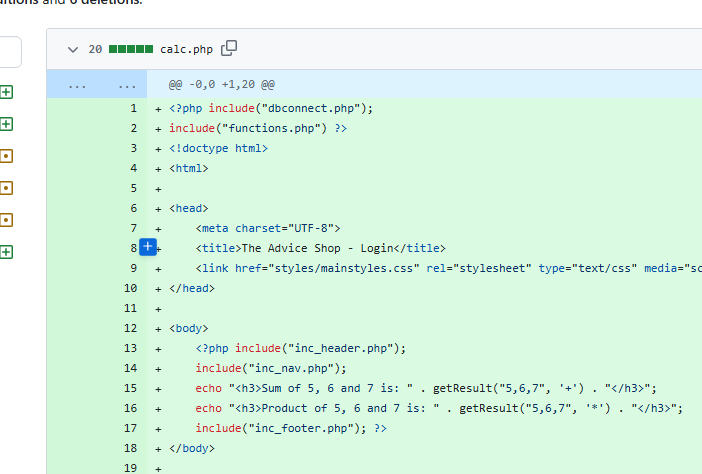 and 6 deletions.
20 calc.php
... ... @@ -0,0 +1,20 @@
1 + <?php include("dbconnect.php");
2 + include("functions.php") ?>
3 + <!doctype html>
4 + <html>
5 +
6 + <head>
7 +     <meta charset="UTF-8">
8 +     <title>The Advice Shop - Login</title>
9 +     <link href="styles/mainstyles.css" rel="stylesheet" type="text/css" media="sc
10 + </head>
11 +
12 + <body>
13 +     <?php include("inc_header.php");
14 +     include("inc_nav.php");
15 +     echo "<h3>Sum of 5, 6 and 7 is: " . getResult("5,6,7", '+') . "</h3>";
16 +     echo "<h3>Product of 5, 6 and 7 is: " . getResult("5,6,7", '*') . "</h3>";
17 +     include("inc_footer.php"); ?>
18 + </body>
19 +